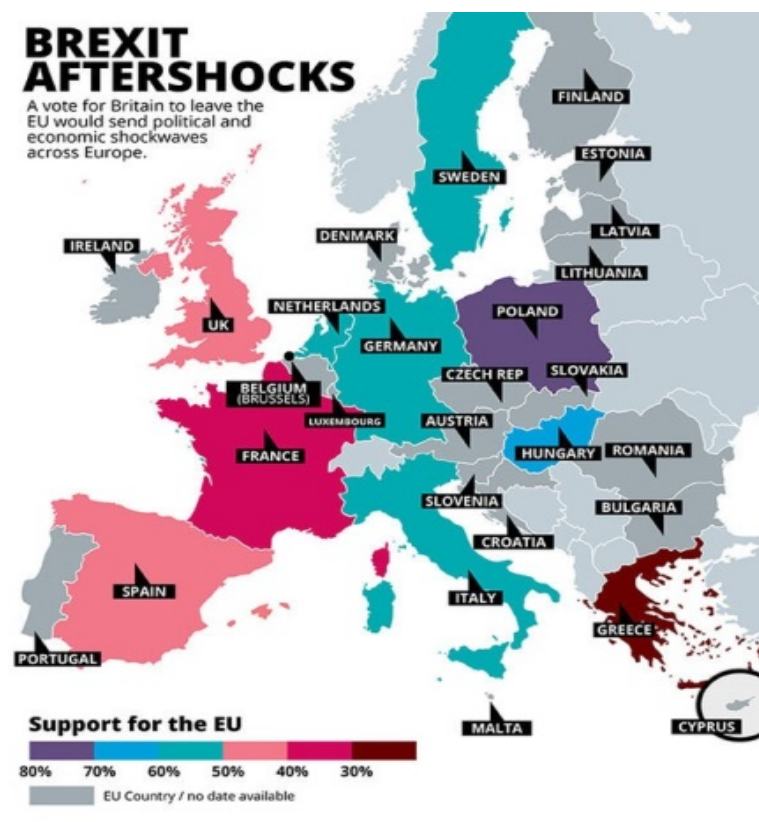 BREXIT
AFTERSHOCKS
A vote for Britain to leave the
EU would send political and
economic shockwaves
across Europe.
FINLAND
ESTONIA
SWEDEN
LATVIA
DENMARK
IRELAND
LITHUANIA
NETHERLANDS
POLAND
UK
GERMANY
SLOVAKIA
CZECH REP
BELGIUM
(BRUSSELS)
LUXEMBOURG
AUSTRIA
FRANCE
HUNGARY
ROMANIA
SLOVENIA
BULGARIA
CROATIA
SPAIN
ITALY
GREECE
PORTUGAL
MALTA
CYPRUS
Support for the EU
80% 70% 60% 50% 40% 30%
EU Country / no date available